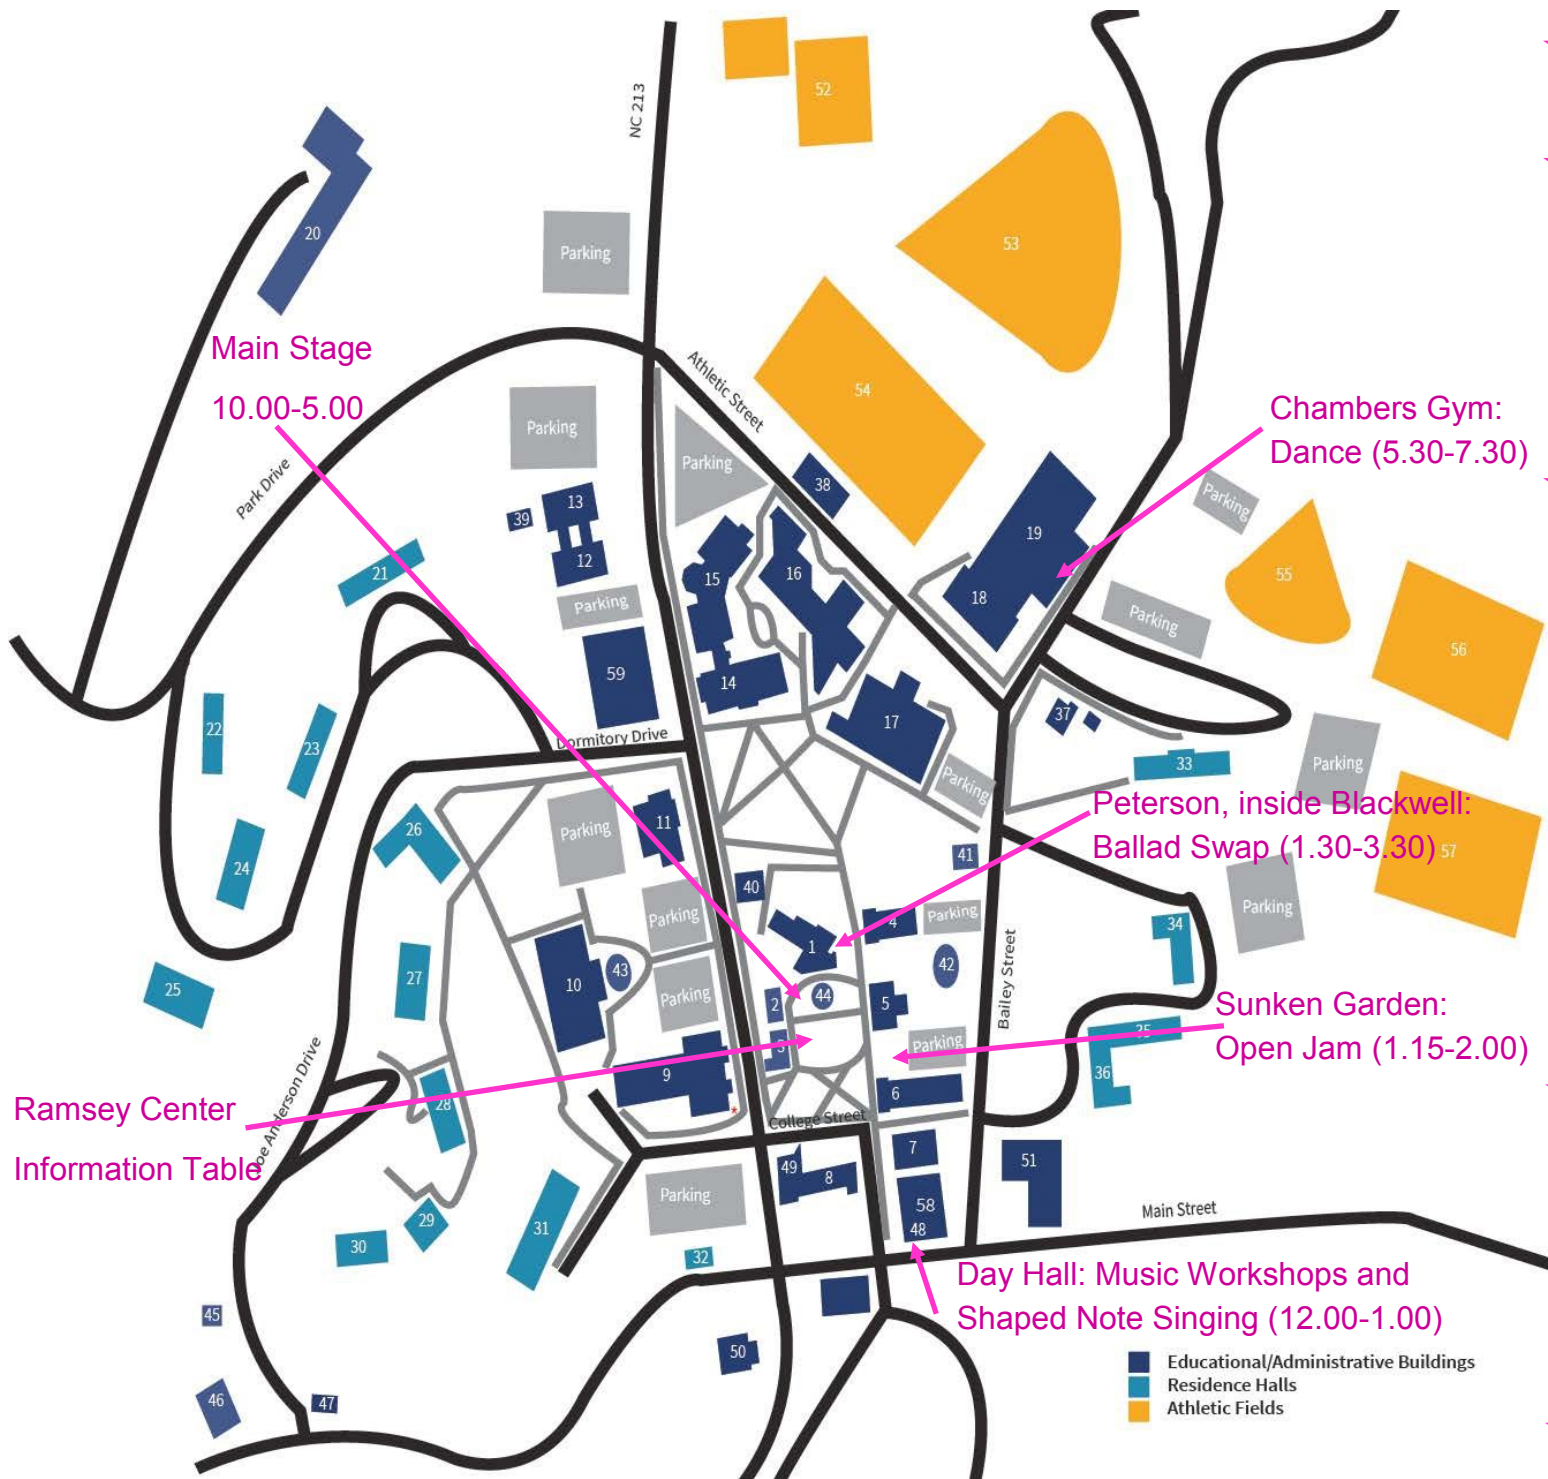 52
NC 213
53
20
Parking
Main Stage
10.00-5.00
Athletic Street
54
Chambers Gym:
Dance (5.30-7.30)
Parking
Parking
Park Drive
38
Parking
13
39
12
19
21
15
16
55
18
Parking
Parking
56
59
14
17
37
22
23
Dormitory Drive
33
Parking
Parking
Peterson, inside Blackwell:
Ballad Swap (1.30-3.30)
57
26
11
Parking
24
41
40
Parking
Parking
Parking
4
34
1
Bailey Street
42
43
10
27
25
Parking
44
2
5
Sunken Garden:
Open Jam (1.15-2.00)
35
3
Parking
36
9
6
Joe Anderson Drive
28
*
College Street
Ramsey Center
Information Table
7
49
8
51
Parking
58
48
Main Street
29
31
30
32
Day Hall: Music Workshops and
Shaped Note Singing (12.00-1.00)
45
50
46
47
Educational/Administrative Buildings
Residence Halls
Athletic Fields